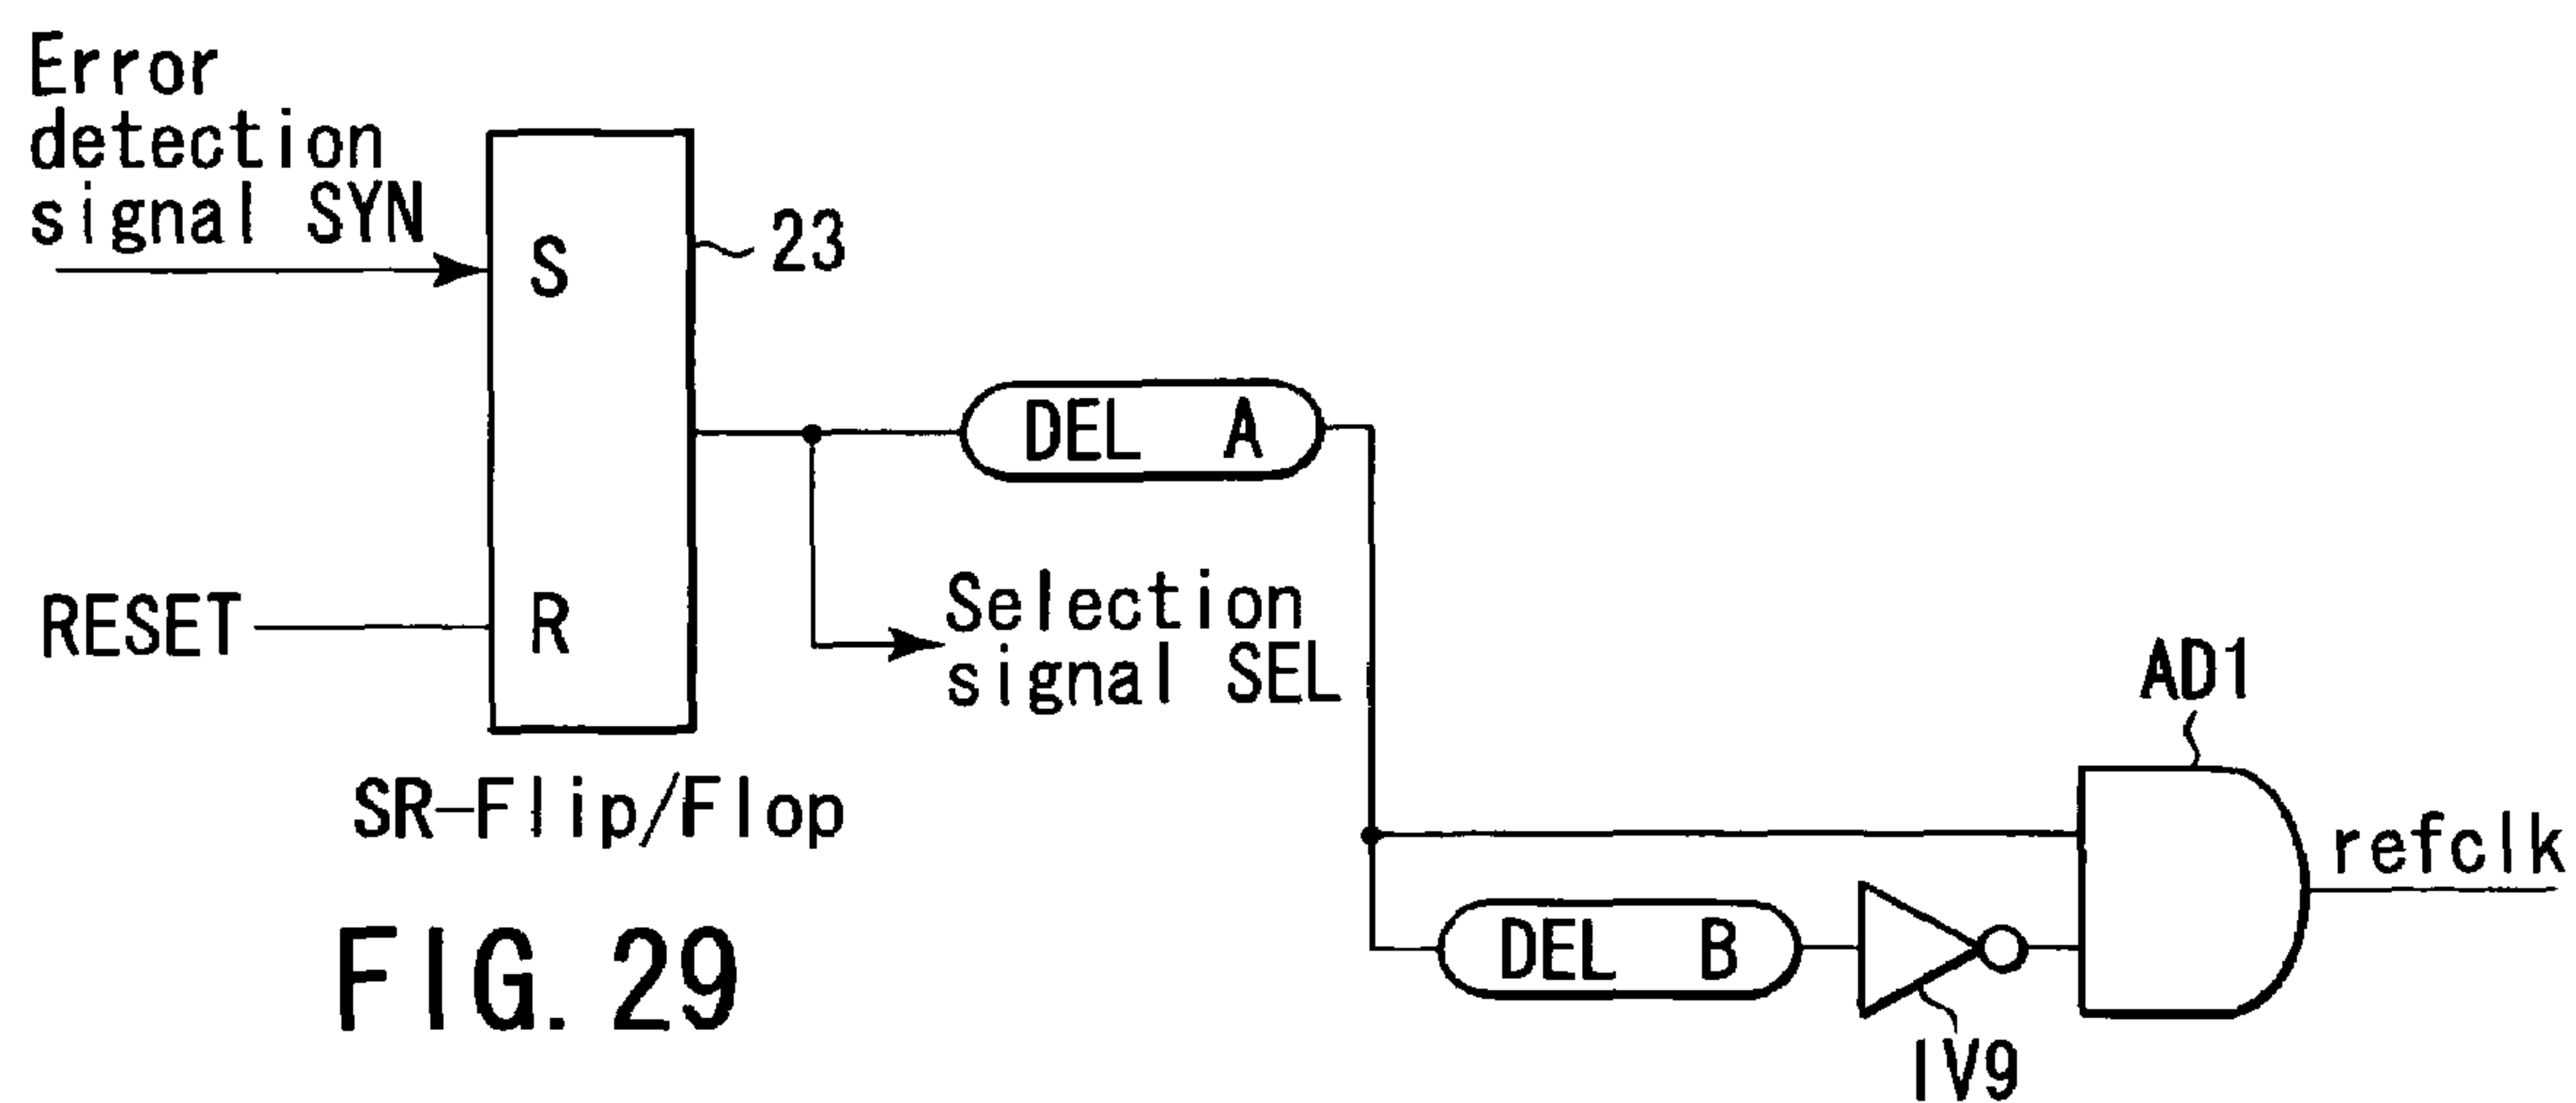 Error
detection
signal SYN
S
23
DEL A
RESET
R
Selection
signal SEL
AD1
SR-Flip/Flop
refclk
DEL B
IV9
FIG. 29